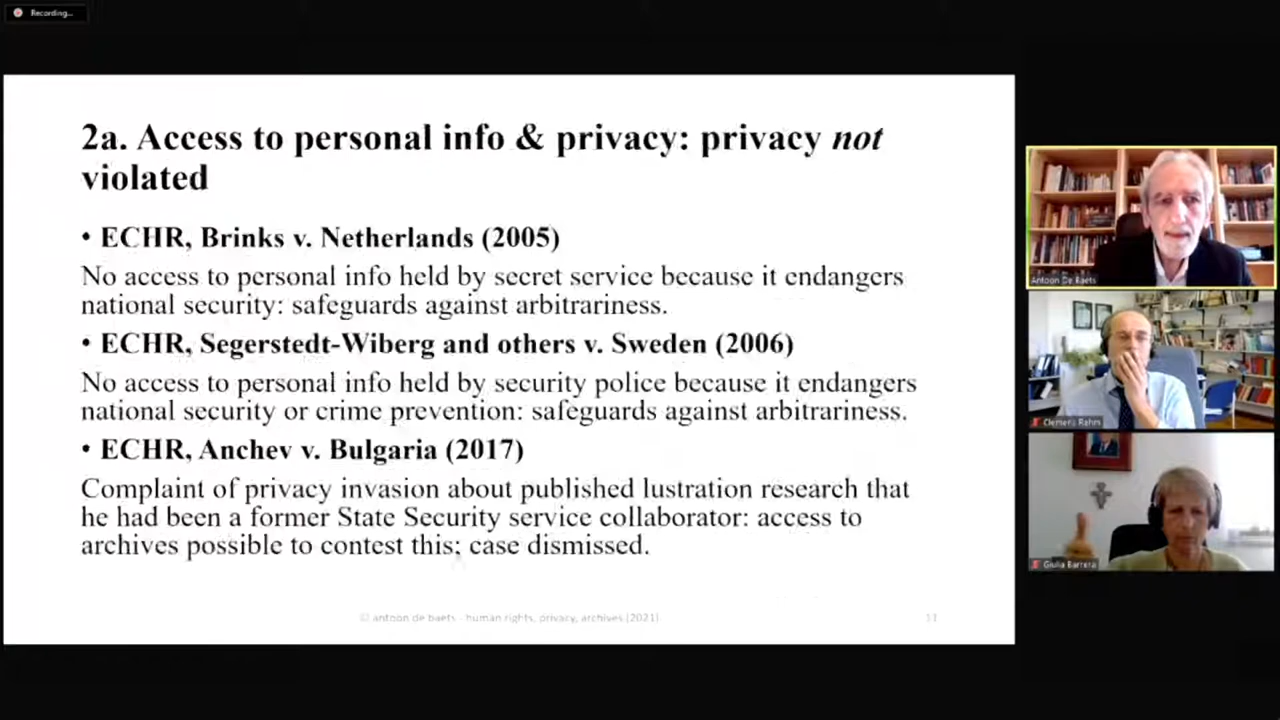 Recording...
2a. Access to personal info & privacy: privacy not
violated
• ECHR, Brinks v. Netherlands (2005)
No access to personal info held by secret service because it endangers
national security: safeguards against arbitrariness.
• ECHR, Segerstedt-Wiberg and others v. Sweden (2006)
No access to personal info held by security police because it endangers
national security or crime prevention: safeguards against arbitrariness.
• ECHR, Anchev v. Bulgaria (2017)
Complaint of privacy invasion about published lustration research that
he had been a former State Security service collaborator: access to
archives possible to contest this; case dismissed.
© antoon de baets - human rights, privacy, archives (2021)
Antoon De Baets
Clemens Rehm
Giulia Barrera